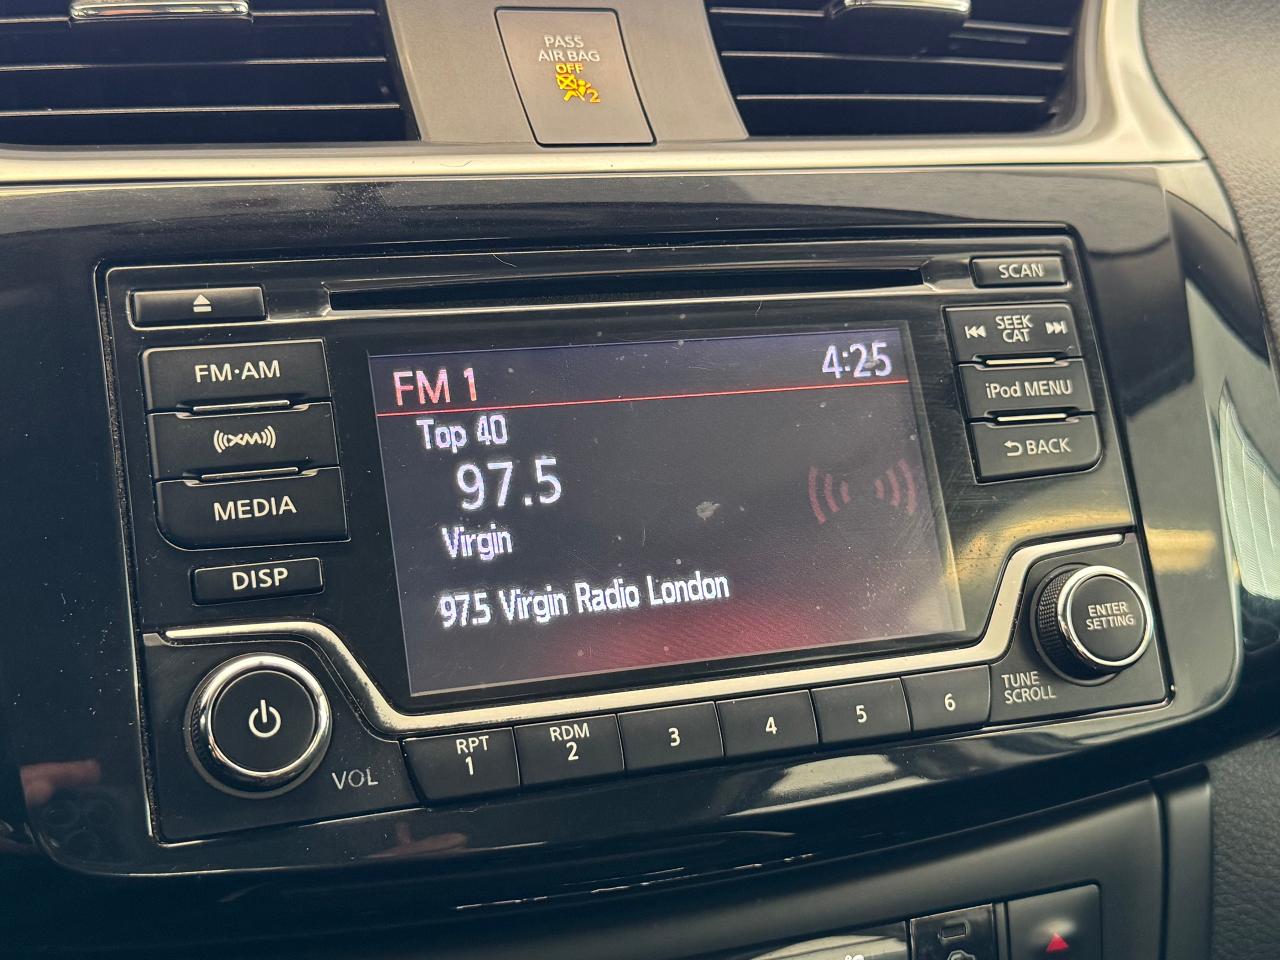 PASS
AIR BAG
OFF
2
SCAN
FM·AM
XM
MEDIA
DISP
FM 1 4:25
Top 40
97.5
Virgin
97.5 Virgin Radio London
SEEK
CAT
iPod MENU
BACK
ENTER
SETTING
TUNE
SCROLL
VOL
RPT
1
RDM
2
3
4
5
6